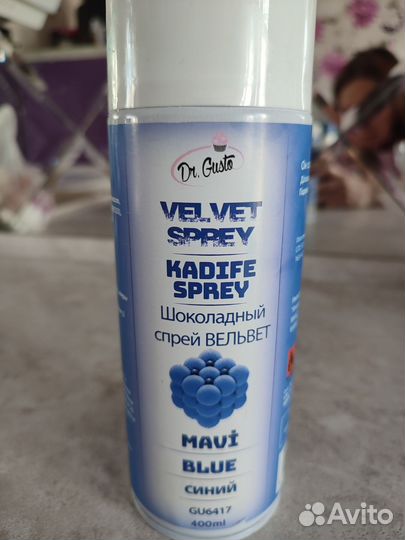 Dr. Gusto
VELVET
SPREY
KADIFE
SPREY
Шоколадный
спрей ВЕЛЬВЕТ
MAVİ
BLUE
синий
GU6417
400ml
Avito